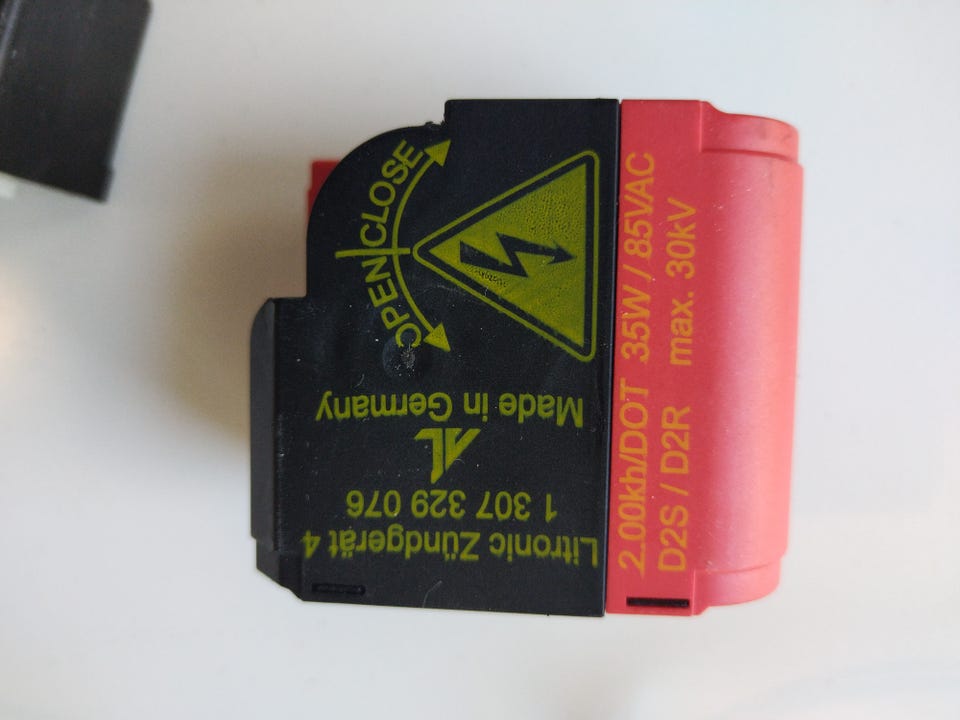 Litronic Zündgerät 4
1 307 329 076
AL
Made in Germany
OPEN CLOSE
2.00kh/DOT 35W / 85VAC
D2S / D2R max. 30kV